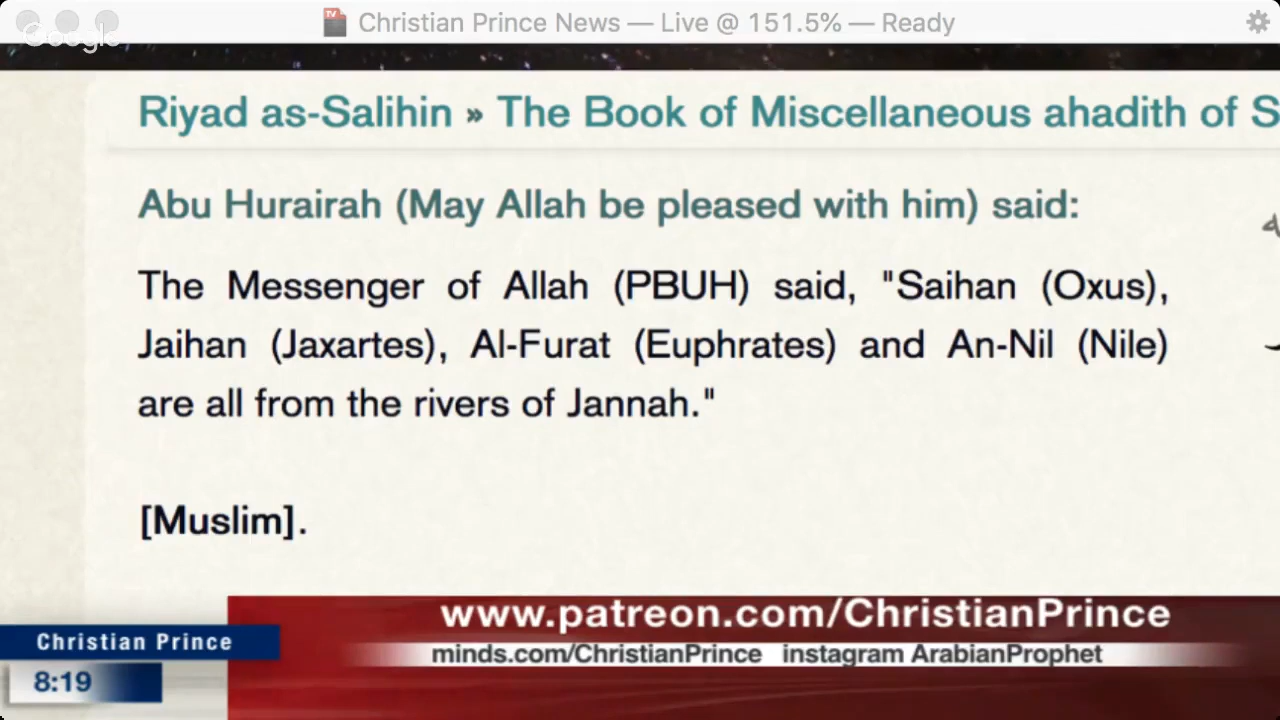 Christian Prince News — Live @ 151.5% — Ready
Google
Riyad as-Salihin » The Book of Miscellaneous ahadith of S
Abu Hurairah (May Allah be pleased with him) said:
The Messenger of Allah (PBUH) said, "Saihan (Oxus),
Jaihan (Jaxartes), Al-Furat (Euphrates) and An-Nil (Nile)
are all from the rivers of Jannah."
[Muslim].
www.patreon.com/ChristianPrince
Christian Prince
minds.com/ChristianPrince instagram ArabianProphet
8:19